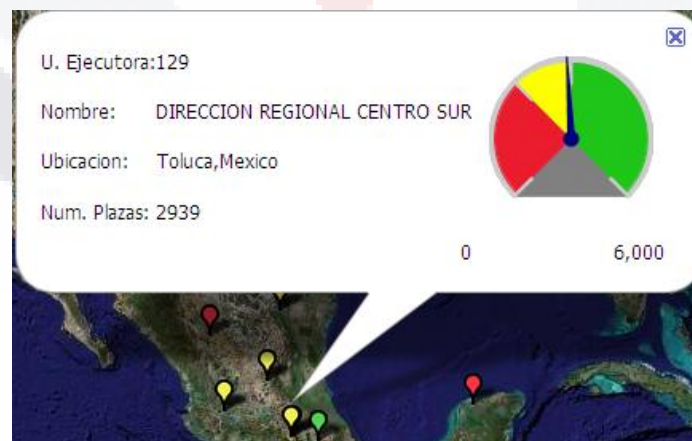 U. Ejecutora:129
Nombre: DIRECCION REGIONAL CENTRO SUR
Ubicacion: Toluca,Mexico
Num. Plazas: 2939
0 6,000